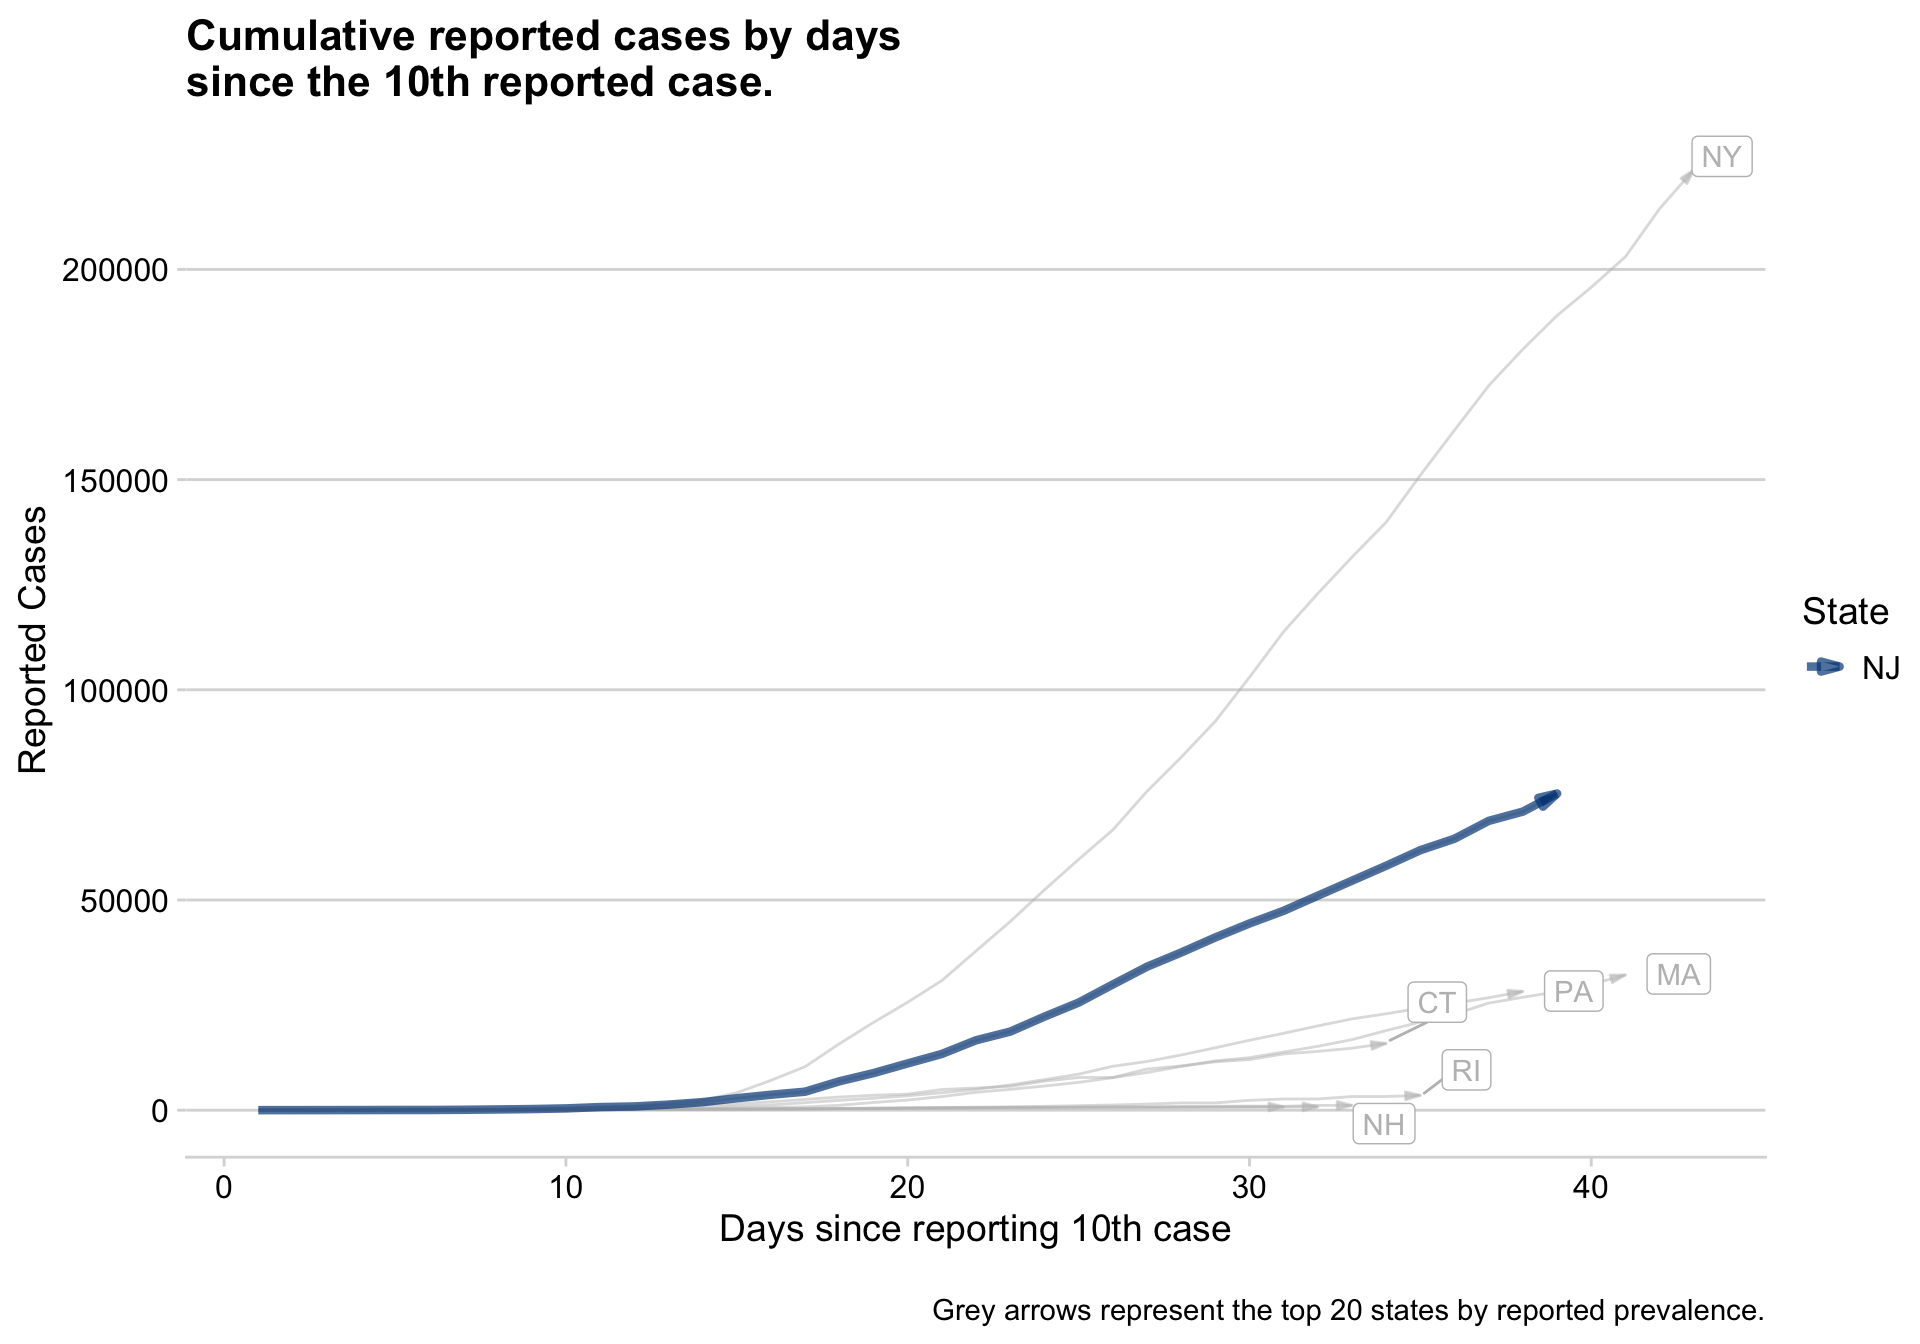 Cumulative reported cases by days
since the 10th reported case.
NY
200000
150000
100000
50000
0
Reported Cases
State
NJ
MA
PA
CT
RI
NH
0 10 20 30 40
Days since reporting 10th case
Grey arrows represent the top 20 states by reported prevalence.